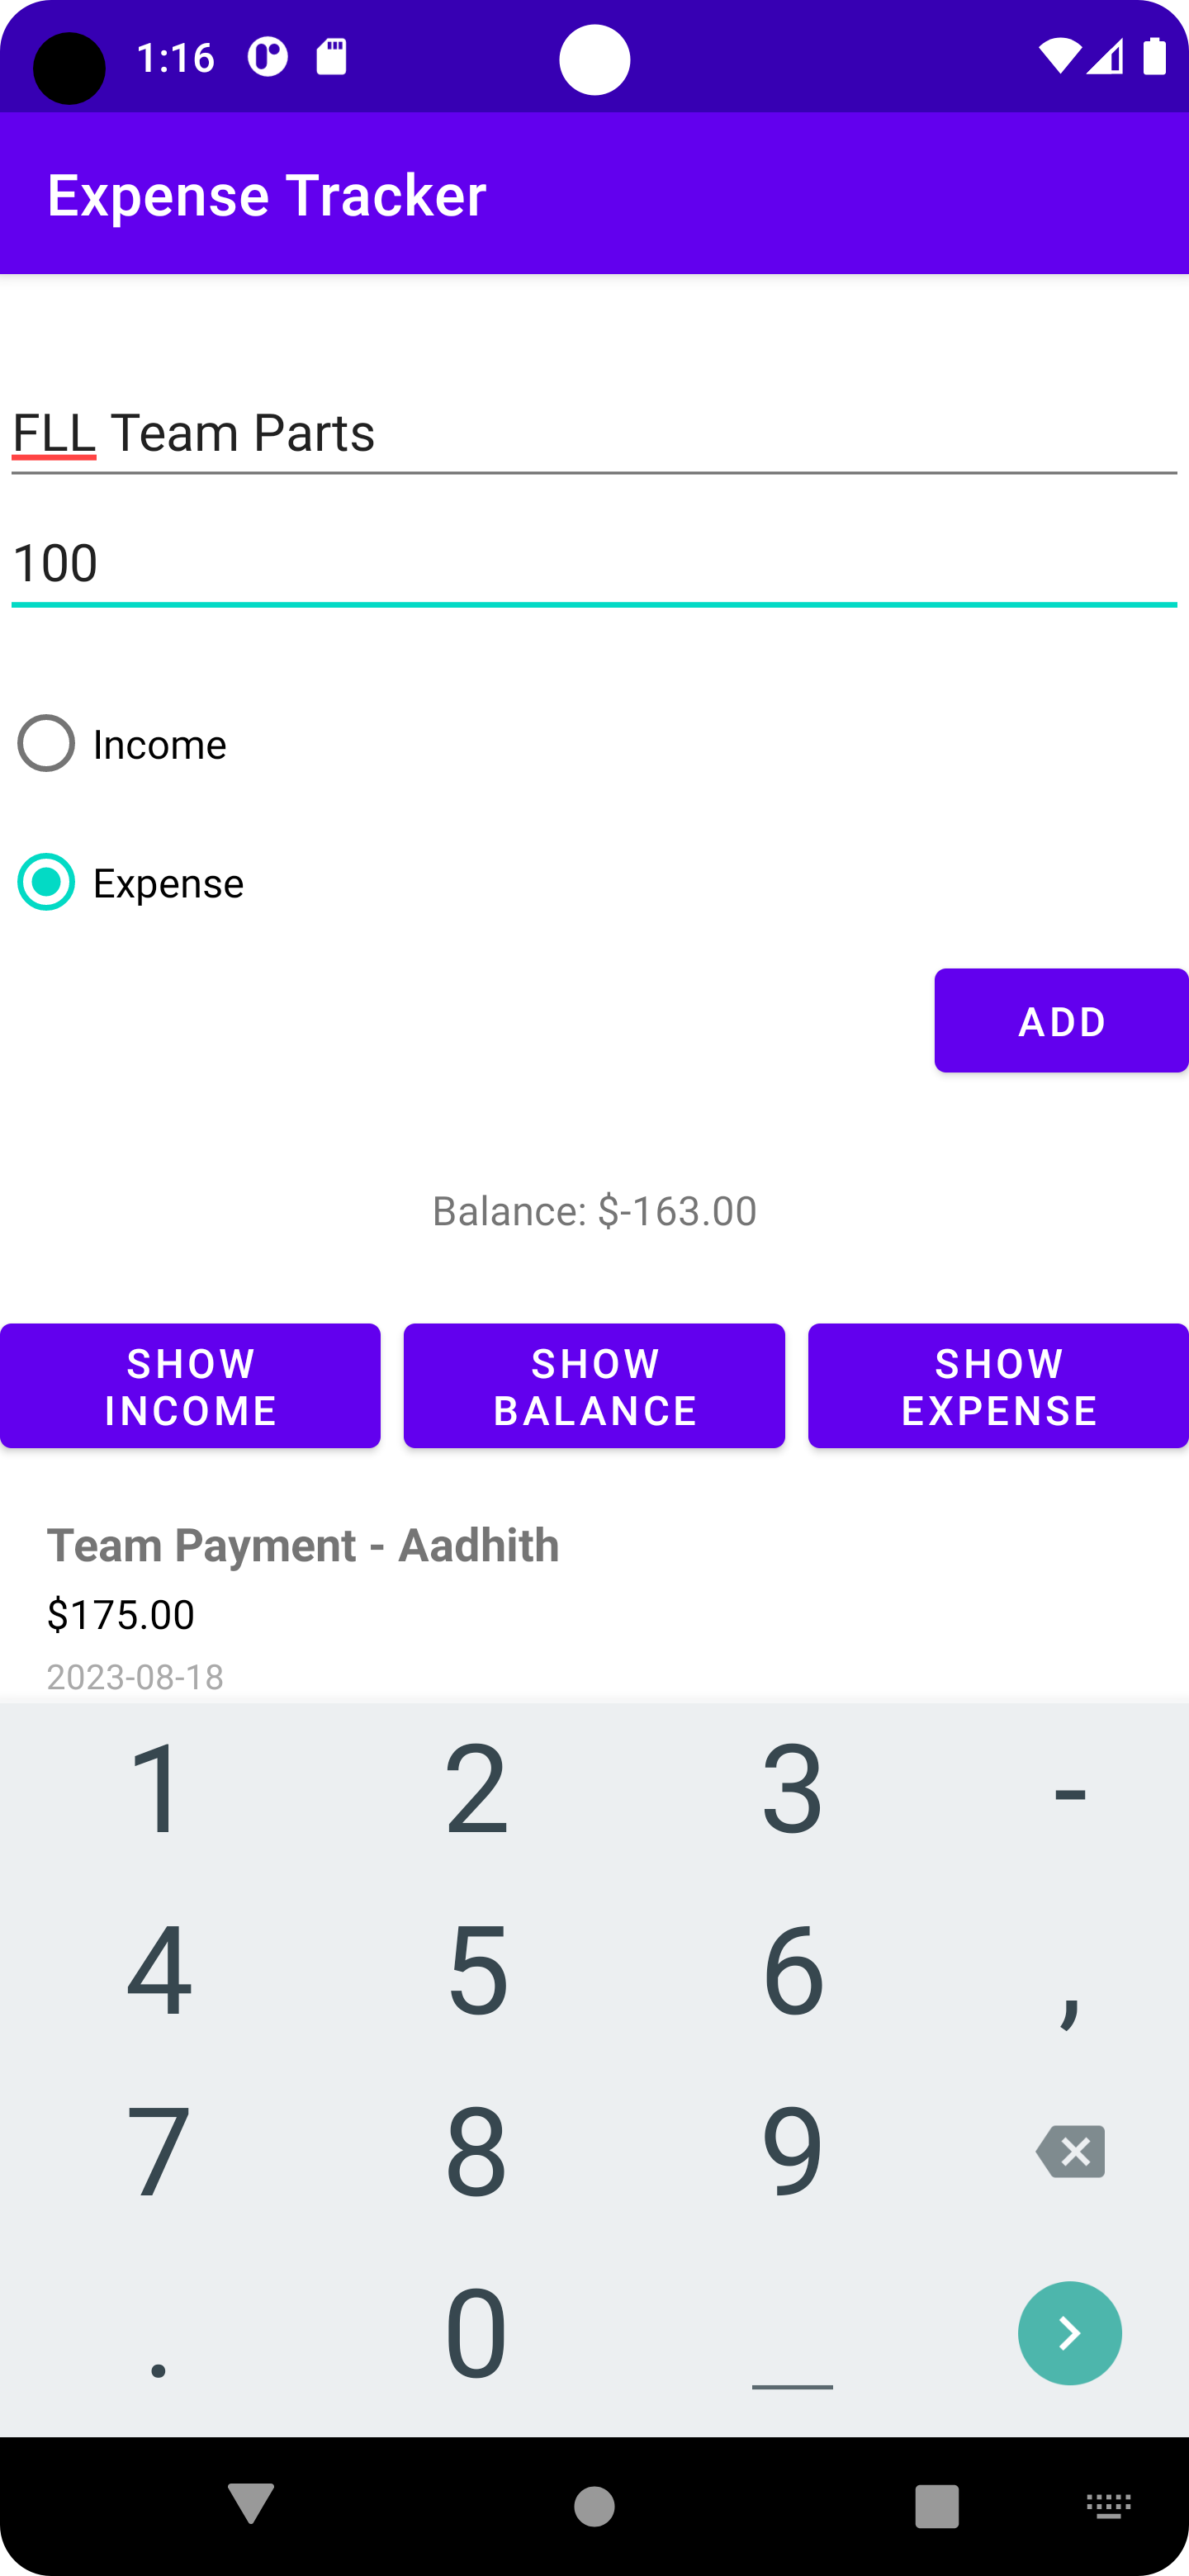 1:16
Expense Tracker
FLL Team Parts
100
Income
Expense
ADD
Balance: $-163.00
SHOW INCOME
SHOW BALANCE
SHOW EXPENSE
Team Payment - Aadhith
$175.00
2023-08-18
1 2 3 -
4 5 6 ,
7 8 9
. 0 _